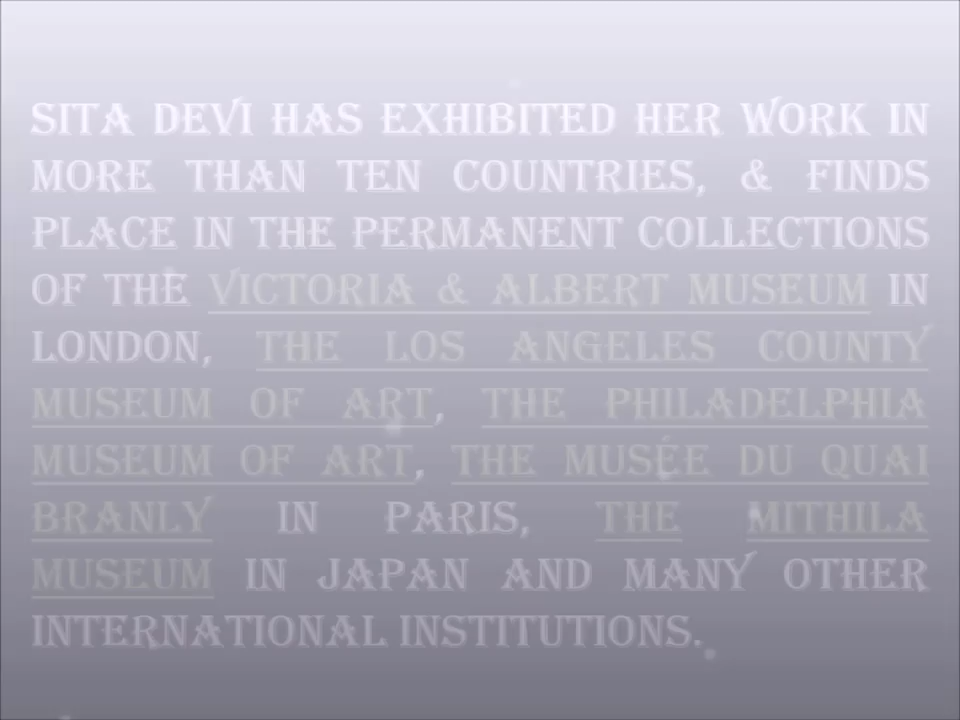 SITA DEVI HAS EXHIBITED HER WORK IN
MORE THAN TEN COUNTRIES, & FINDS
PLACE IN THE PERMANENT COLLECTIONS
OF THE VICTORIA & ALBERT MUSEUM IN
LONDON, THE LOS ANGELES COUNTY
MUSEUM OF ART, THE PHILADELPHIA
MUSEUM OF ART, THE MUSÉE DU QUAI
BRANLY IN PARIS, THE MITHILA
MUSEUM IN JAPAN AND MANY OTHER
INTERNATIONAL INSTITUTIONS.